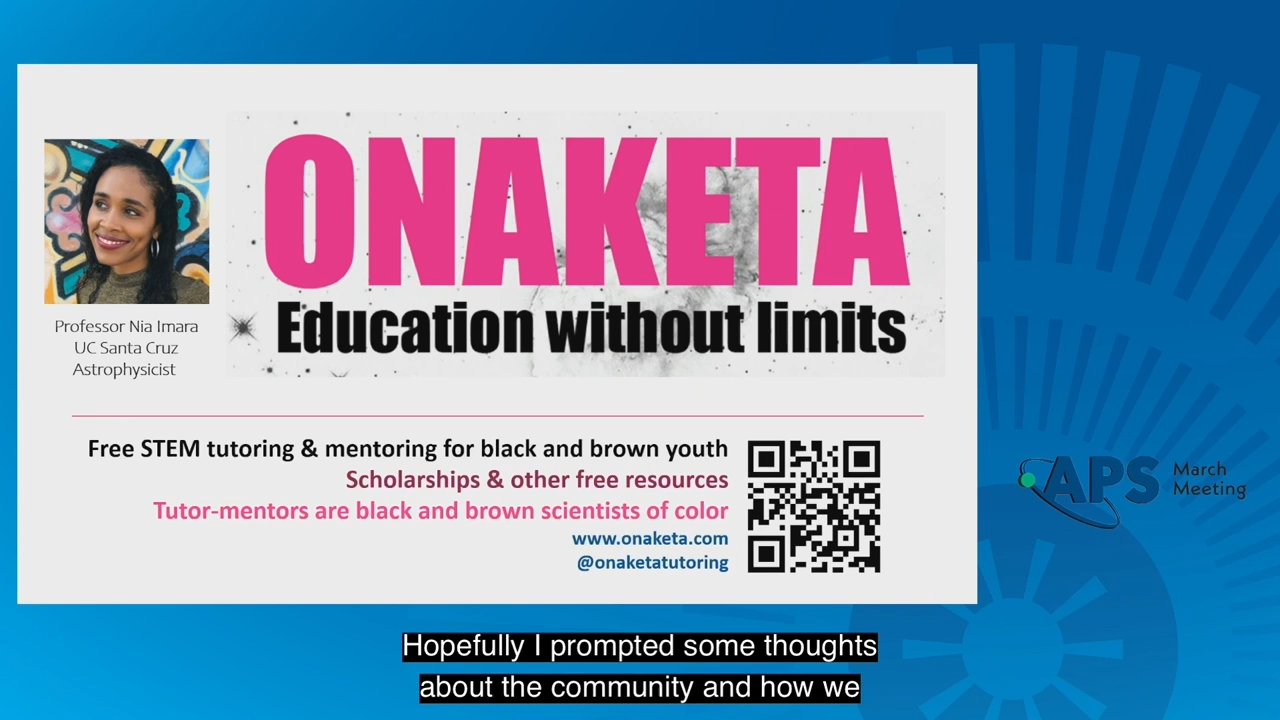 ONAKETA
Education without limits
Professor Nia Imara
UC Santa Cruz
Astrophysicist
Free STEM tutoring & mentoring for black and brown youth
Scholarships & other free resources
Tutor-mentors are black and brown scientists of color
www.onaketa.com
@onaketatutoring
APS March
Meeting
Hopefully I prompted some thoughts
about the community and how we